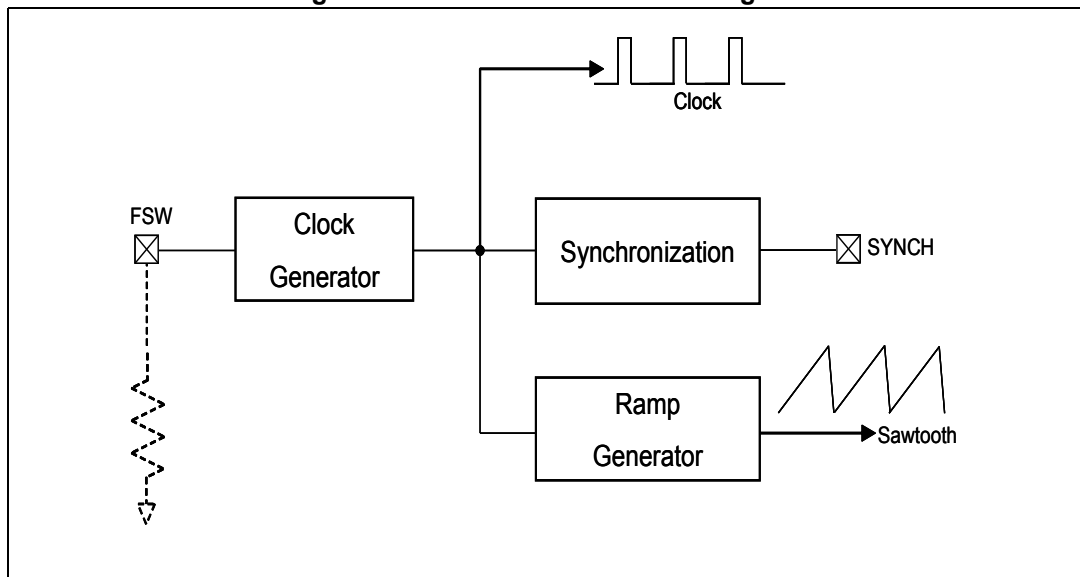 Clock
FSW
Clock
Generator
Synchronization
SYNCH
Ramp
Generator
Sawtooth